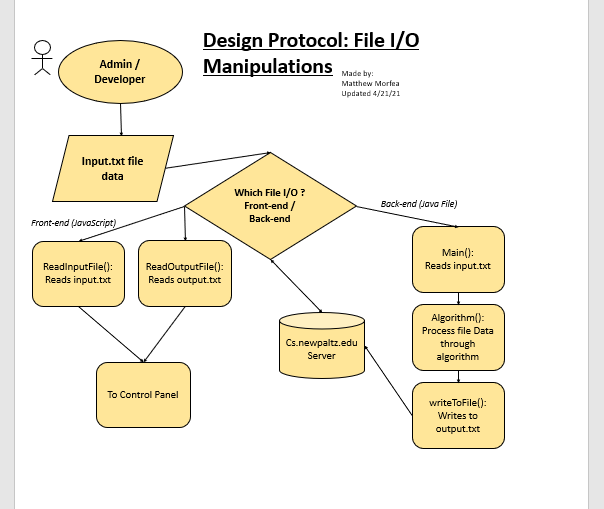 Design Protocol: File I/O
Manipulations
Made by:
Matthew Morfea
Updated 4/21/21
Admin /
Developer
Input.txt file
data
Which File I/O ?
Front-end /
Back-end
Front-end (JavaScript)
Back-end (Java File)
ReadInputFile():
Reads input.txt
ReadOutputFile():
Reads output.txt
Main():
Reads input.txt
Algorithm():
Process file Data
through
algorithm
Cs.newpaltz.edu
Server
To Control Panel
writeToFile():
Writes to
output.txt